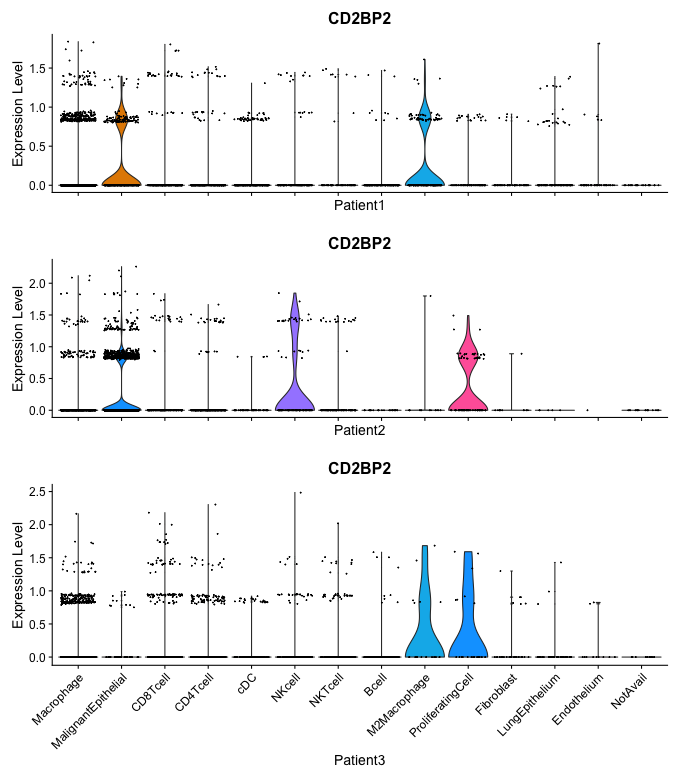 CD2BP2
Expression Level
1.5
1.0
0.5
0.0
Patient1
CD2BP2
Expression Level
2.0
1.5
1.0
0.5
0.0
Patient2
CD2BP2
Expression Level
2.5
2.0
1.5
1.0
0.5
0.0
Macrophage
MalignantEpithelial
CD8Tcell
CD4Tcell
cDC
NKcell
NKTcell
Bcell
M2Macrophage
ProliferatingCell
Fibroblast
LungEpithelium
Endothelium
NotAvail
Patient3